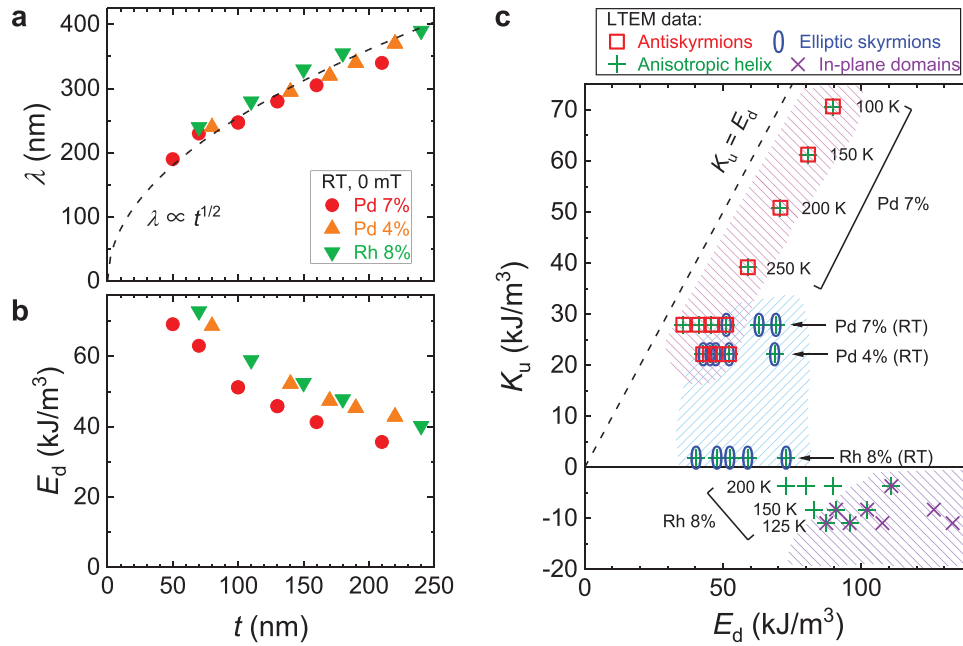 a
400
300
200
100
0
λ (nm)
λ ∝ t^1/2
RT, 0 mT
Pd 7%
Pd 4%
Rh 8%
b
60
40
20
0
E_d (kJ/m^3)
0 50 100 150 200 250
t (nm)
c
LTEM data:
Antiskyrmions Elliptic skyrmions
Anisotropic helix In-plane domains
70
60
50
40
30
20
10
0
-10
-20
K_u (kJ/m^3)
K_u = E_d
100 K
150 K
200 K
250 K
Pd 7%
Pd 7% (RT)
Pd 4% (RT)
Rh 8% (RT)
200 K
150 K
125 K
Rh 8%
0 50 100
E_d (kJ/m^3)